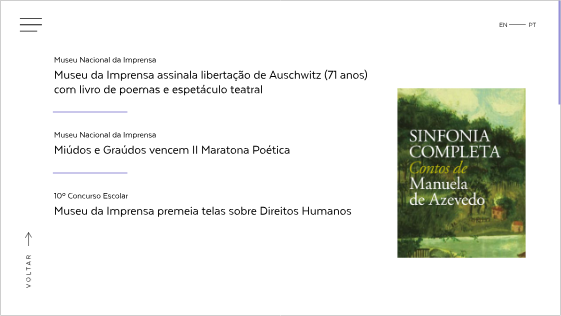 EN PT
Museu Nacional da Imprensa
Museu da Imprensa assinala libertação de Auschwitz (71 anos)
com livro de poemas e espetáculo teatral
Museu Nacional da Imprensa
Miúdos e Graúdos vencem II Maratona Poética
10º Concurso Escolar
Museu da Imprensa premeia telas sobre Direitos Humanos
SINFONIA
COMPLETA
Contos de
Manuela
de Azevedo
VOLTAR